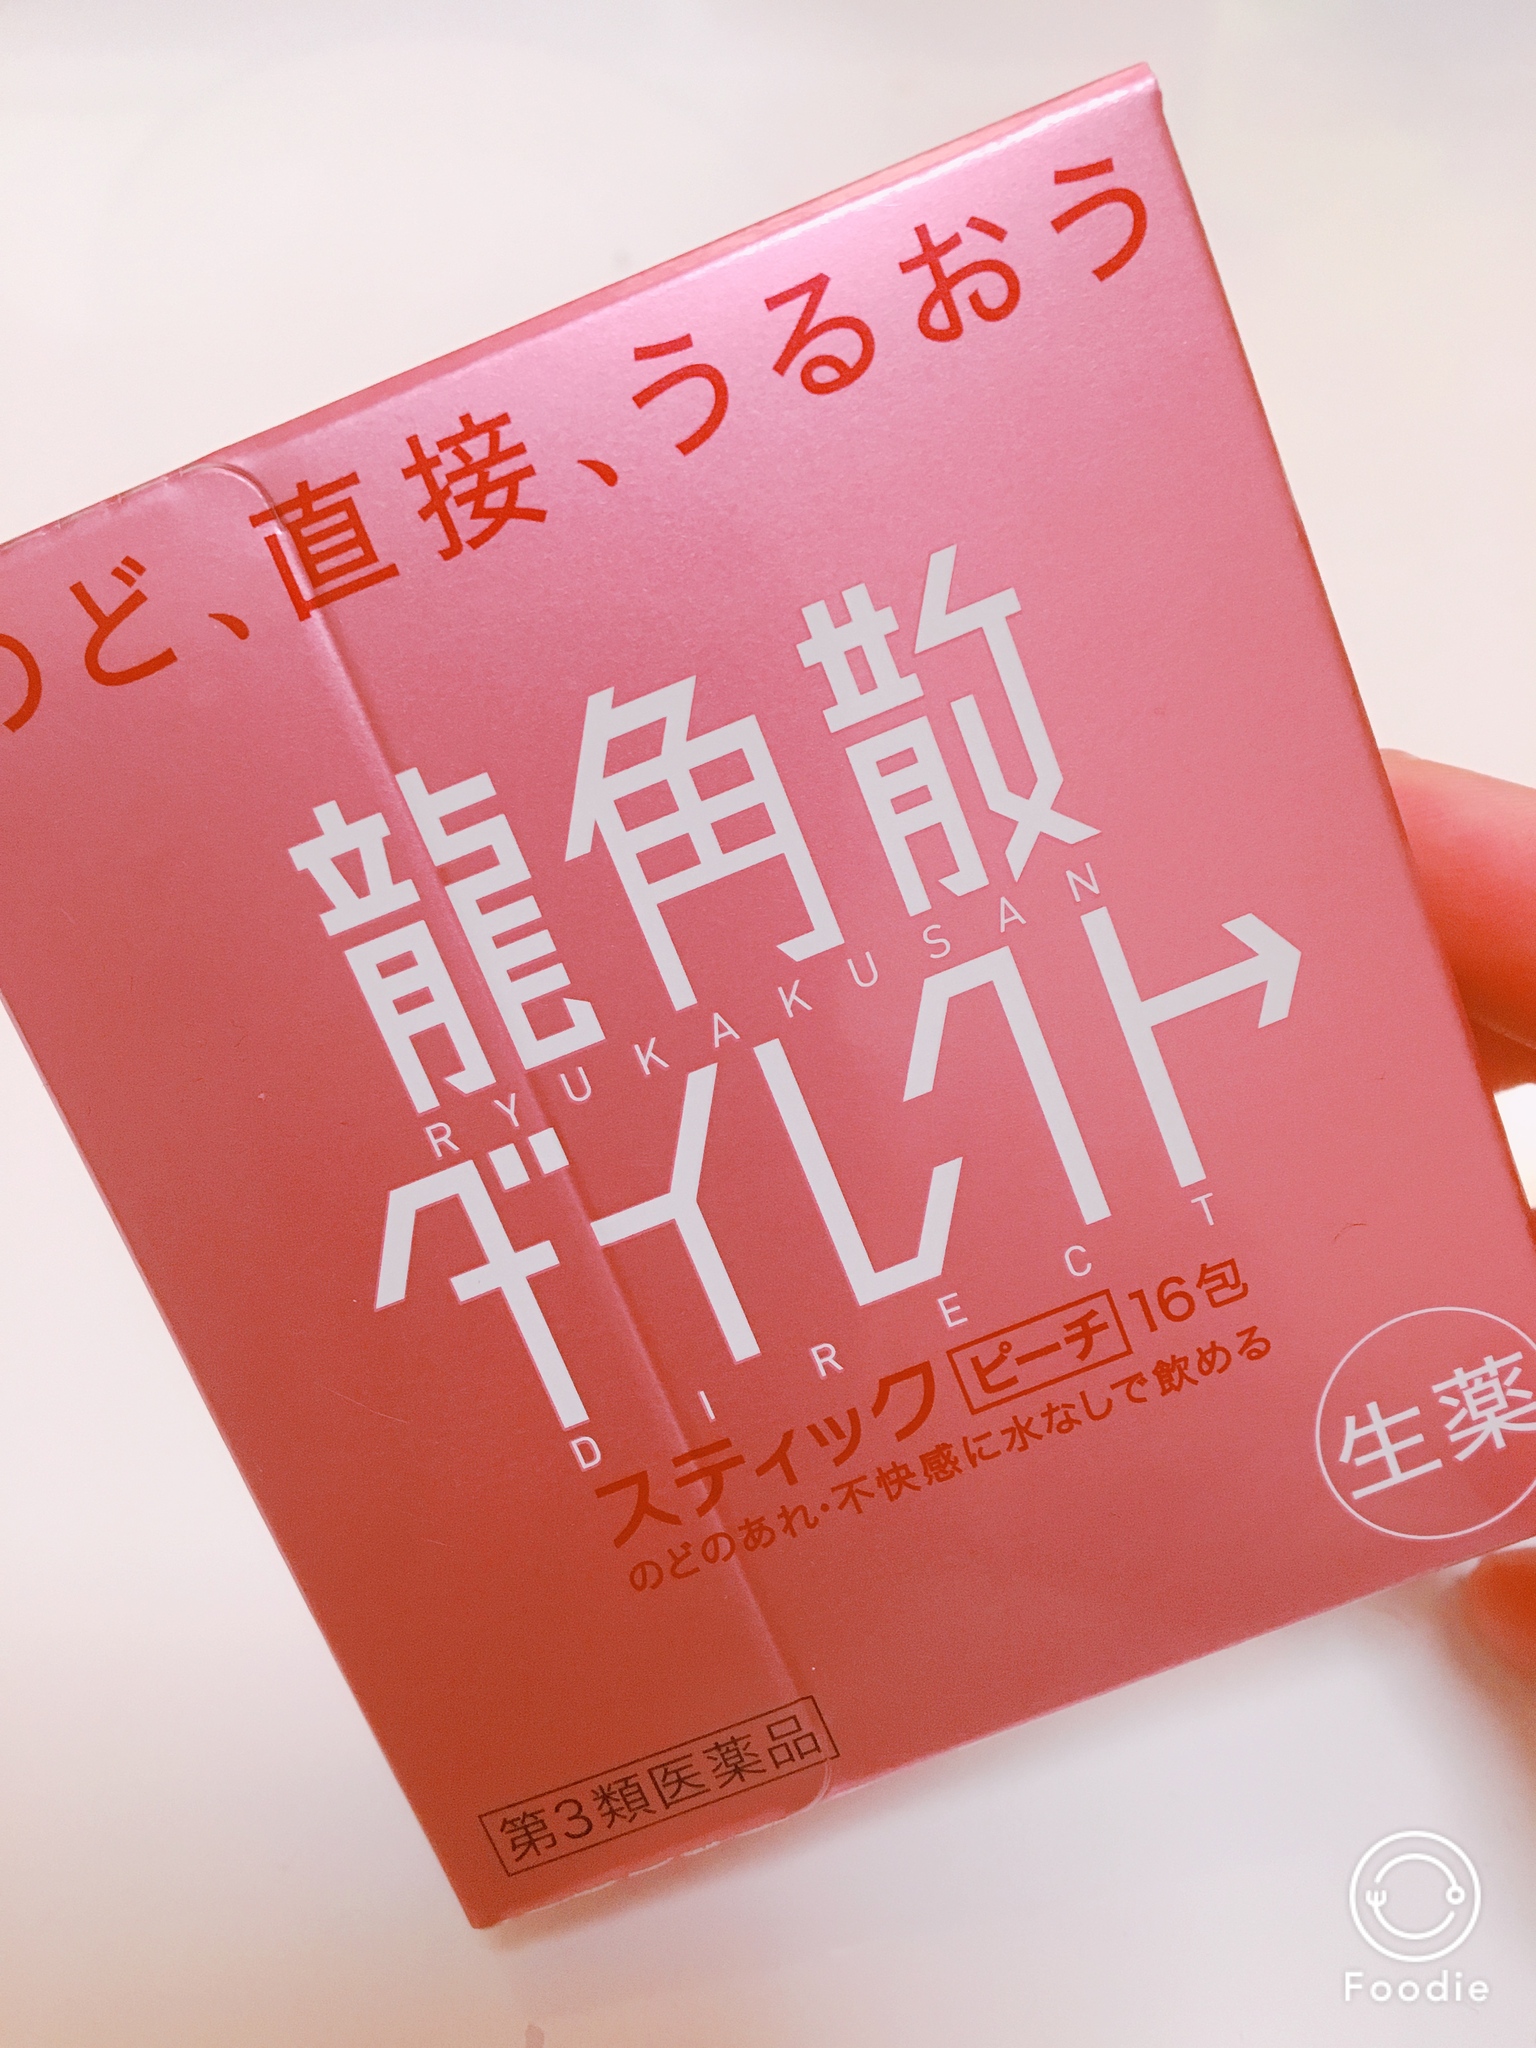 のど、直接、うるおう
龍角散
RYUKAKUSAN
ダイレクト
DIRECT
スティック ピーチ 16包
のどのあれ・不快感に水なしで飲める
生薬
第3類医薬品
Foodie